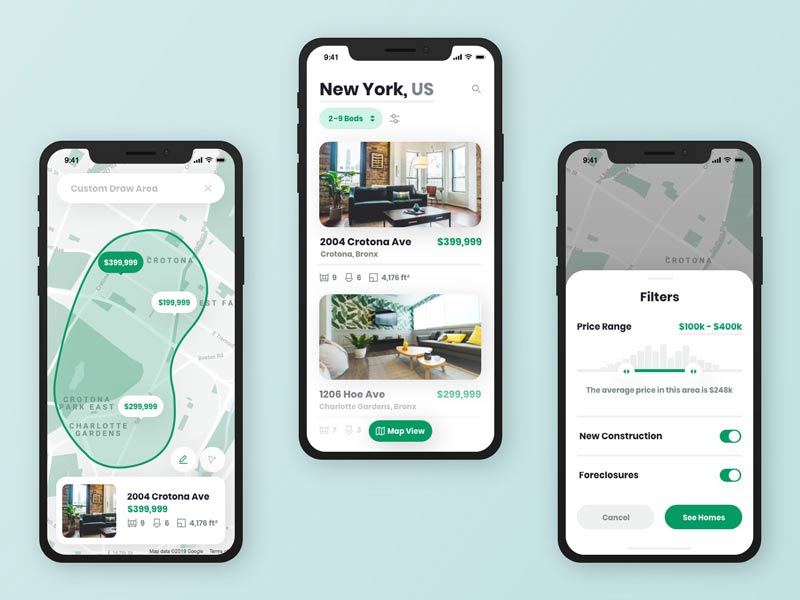 9:41
Custom Draw Area
$399,999
CROTONA
$199,999
EST FA
Boston Rd
CROTONA
PARK EAST
$299,999
CHARLOTTE
GARDENS
2004 Crotona Ave
$399,999
9 6 4,176 ft²
Map data ©2019 Google Terms
9:41
New York, US
2-9 Beds
2004 Crotona Ave $399,999
Crotona, Bronx
9 6 4,176 ft²
1206 Hoe Ave $299,999
Charlotte Gardens, Bronx
7 3
Map View
9:41
CROTONA
Filters
Price Range $100k - $400k
The average price in this area is $248k
New Construction
Foreclosures
Cancel See Homes